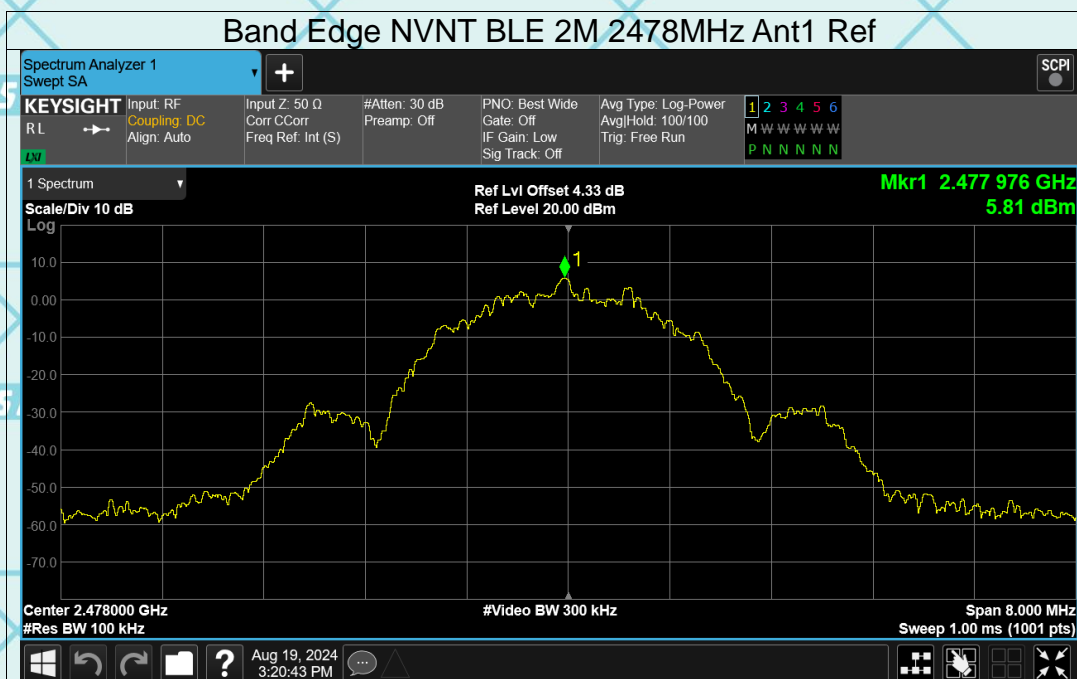 Band Edge NVNT BLE 2M 2478MHz Ant1 Ref
Spectrum Analyzer 1
Swept SA
+
SCPI
KEYSIGHT
RL
LXI
Input: RF
Coupling: DC
Align: Auto
Input Z: 50 Ω
Corr CCorr
Freq Ref: Int (S)
#Atten: 30 dB
Preamp: Off
PNO: Best Wide
Gate: Off
IF Gain: Low
Sig Track: Off
Avg Type: Log-Power
Avg|Hold: 100/100
Trig: Free Run
1 2 3 4 5 6
M W W W W W
P N N N N N
1 Spectrum
Scale/Div 10 dB
Ref Lvl Offset 4.33 dB
Ref Level 20.00 dBm
Mkr1 2.477 976 GHz
5.81 dBm
Log
10.0
0.00
-10.0
-20.0
-30.0
-40.0
-50.0
-60.0
-70.0
1
Center 2.478000 GHz
#Res BW 100 kHz
#Video BW 300 kHz
Span 8.000 MHz
Sweep 1.00 ms (1001 pts)
?
Aug 19, 2024
3:20:43 PM